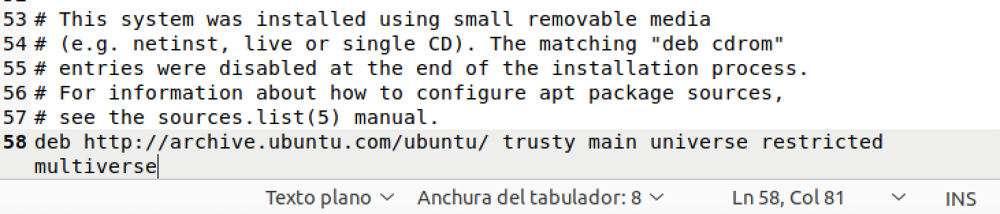 53 # This system was installed using small removable media
54 # (e.g. netinst, live or single CD). The matching "deb cdrom"
55 # entries were disabled at the end of the installation process.
56 # For information about how to configure apt package sources,
57 # see the sources.list(5) manual.
58 deb http://archive.ubuntu.com/ubuntu/ trusty main universe restricted
multiverse
Texto plano Anchura del tabulador: 8 Ln 58, Col 81 INS